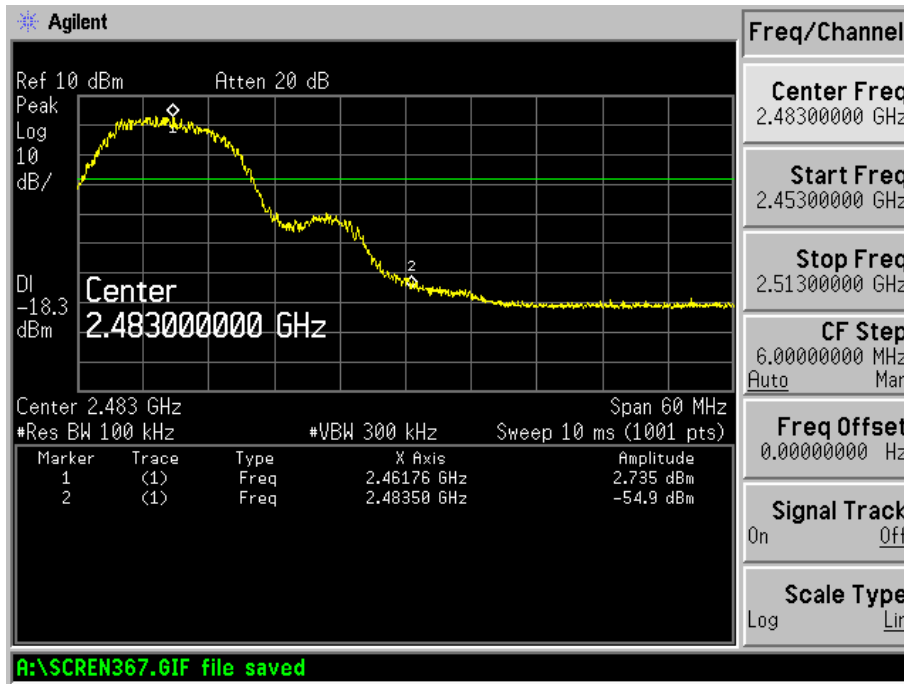 Agilent
Freq/Channel
Ref 10 dBm Atten 20 dB
Peak
Log
10
dB/
1
2
DI
-18.3
dBm
Center
2.483000000 GHz
Center 2.483 GHz Span 60 MHz
#Res BW 100 kHz #VBW 300 kHz Sweep 10 ms (1001 pts)
Marker Trace Type X Axis Amplitude
1 (1) Freq 2.46176 GHz 2.735 dBm
2 (1) Freq 2.48350 GHz -54.9 dBm
Center Freq
2.48300000 GHz
Start Freq
2.45300000 GHz
Stop Freq
2.51300000 GHz
CF Step
6.00000000 MHz
Auto Man
Freq Offset
0.00000000 Hz
Signal Track
On Off
Scale Type
Log Lin
A:\SCREN367.GIF file saved